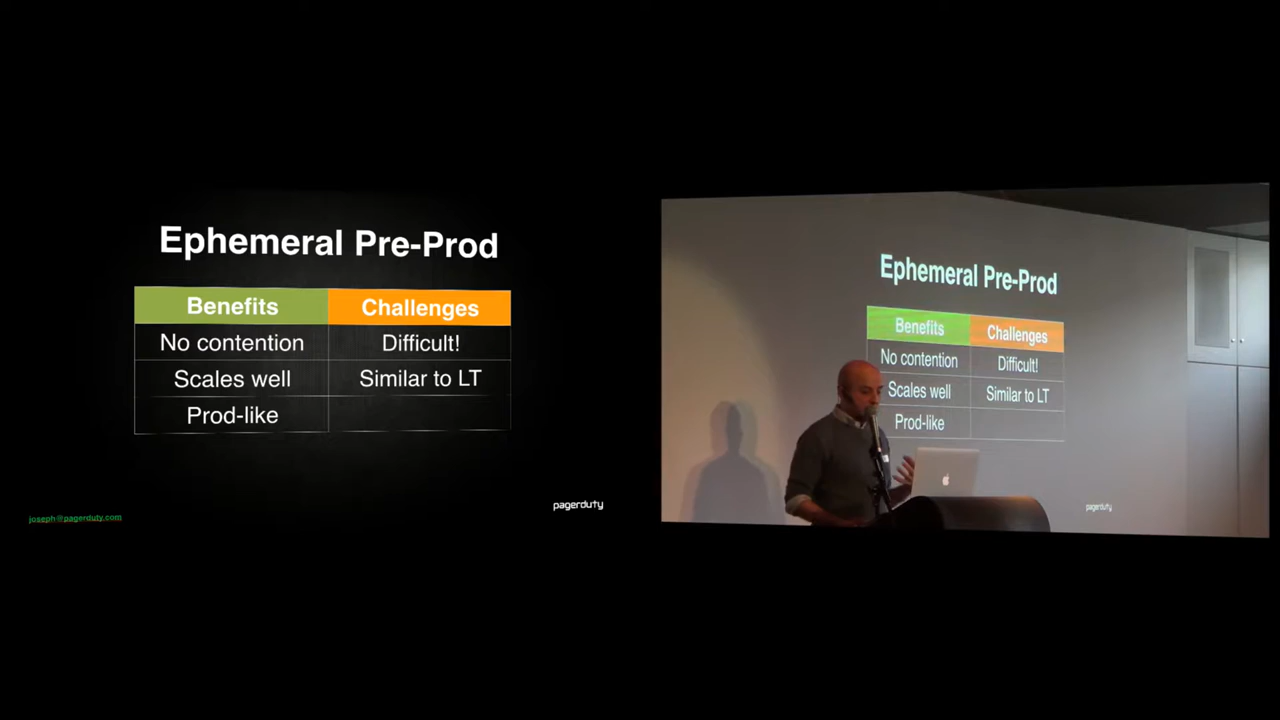 Ephemeral Pre-Prod
Benefits Challenges
No contention Difficult!
Scales well Similar to LT
Prod-like
joseph@pagerduty.com
pagerduty
Ephemeral Pre-Prod
Benefits Challenges
No contention Difficult!
Scales well Similar to LT
Prod-like
pagerduty